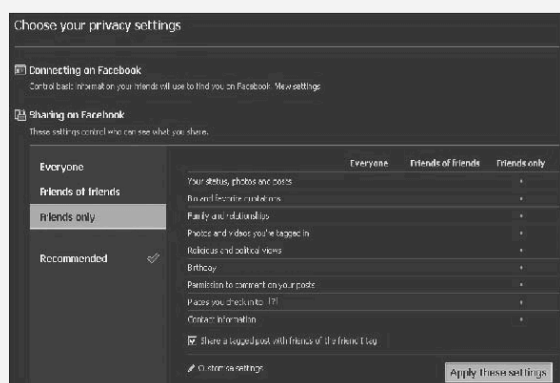 Choose your privacy settings
Connecting on Facebook
Control basic information your friends will use to find you on Facebook. View settings
Sharing on Facebook
These settings control who can see what you share.
Everyone
Friends of friends
Friends only
Recommended
Everyone Friends of friends Friends only
Your status, photos and posts
Bio and favorite quotations
Family and relationships
Photos and videos you're tagged in
Religious and political views
Birthday
Permission to comment on your posts
Places you check in to [?]
Contact information
Share a tagged post with friends of the friend I tag
Customise settings
Apply these settings